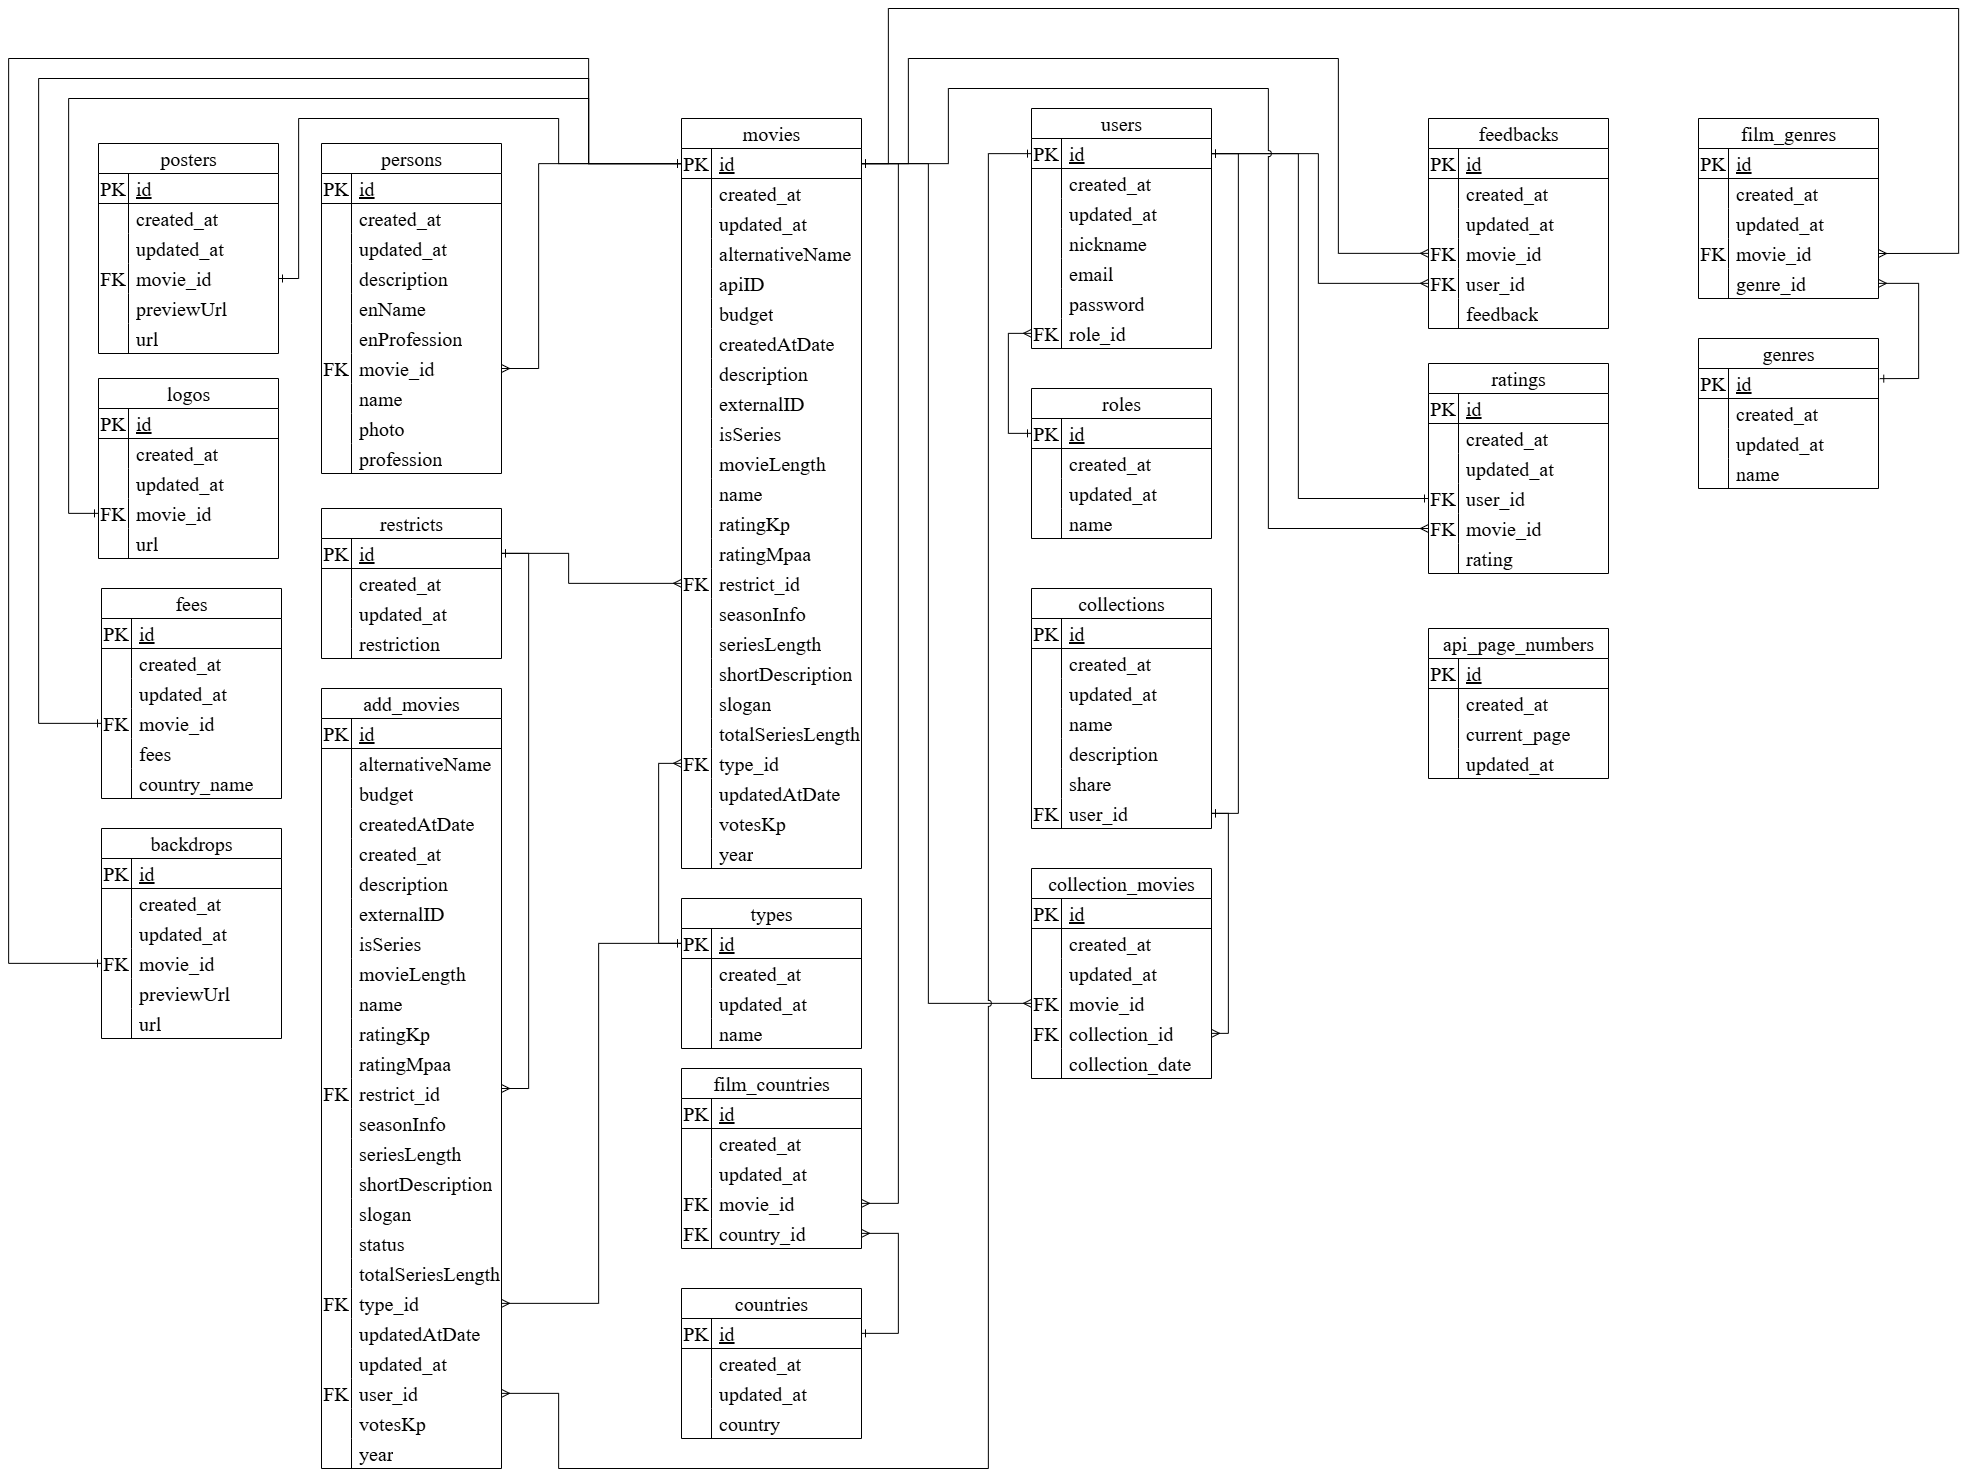 posters
PK id
created_at
updated_at
FK movie_id
previewUrl
url
logos
PK id
created_at
updated_at
FK movie_id
url
fees
PK id
created_at
updated_at
FK movie_id
fees
country_name
backdrops
PK id
created_at
updated_at
FK movie_id
previewUrl
url
persons
PK id
created_at
updated_at
description
enName
enProfession
FK movie_id
name
photo
profession
restricts
PK id
created_at
updated_at
restriction
add_movies
PK id
alternativeName
budget
createdAtDate
created_at
description
externalID
isSeries
movieLength
name
ratingKp
ratingMpaa
FK restrict_id
seasonInfo
seriesLength
shortDescription
slogan
status
totalSeriesLength
FK type_id
updatedAtDate
updated_at
FK user_id
votesKp
year
movies
PK id
created_at
updated_at
alternativeName
apiID
budget
createdAtDate
description
externalID
isSeries
movieLength
name
ratingKp
ratingMpaa
FK restrict_id
seasonInfo
seriesLength
shortDescription
slogan
totalSeriesLength
FK type_id
updatedAtDate
votesKp
year
types
PK id
created_at
updated_at
name
film_countries
PK id
created_at
updated_at
FK movie_id
FK country_id
countries
PK id
created_at
updated_at
country
users
PK id
created_at
updated_at
nickname
email
password
FK role_id
roles
PK id
created_at
updated_at
name
collections
PK id
created_at
updated_at
name
description
share
FK user_id
collection_movies
PK id
created_at
updated_at
FK movie_id
FK collection_id
collection_date
feedbacks
PK id
created_at
updated_at
FK movie_id
FK user_id
feedback
ratings
PK id
created_at
updated_at
FK user_id
FK movie_id
rating
api_page_numbers
PK id
created_at
current_page
updated_at
film_genres
PK id
created_at
updated_at
FK movie_id
genre_id
genres
PK id
created_at
updated_at
name